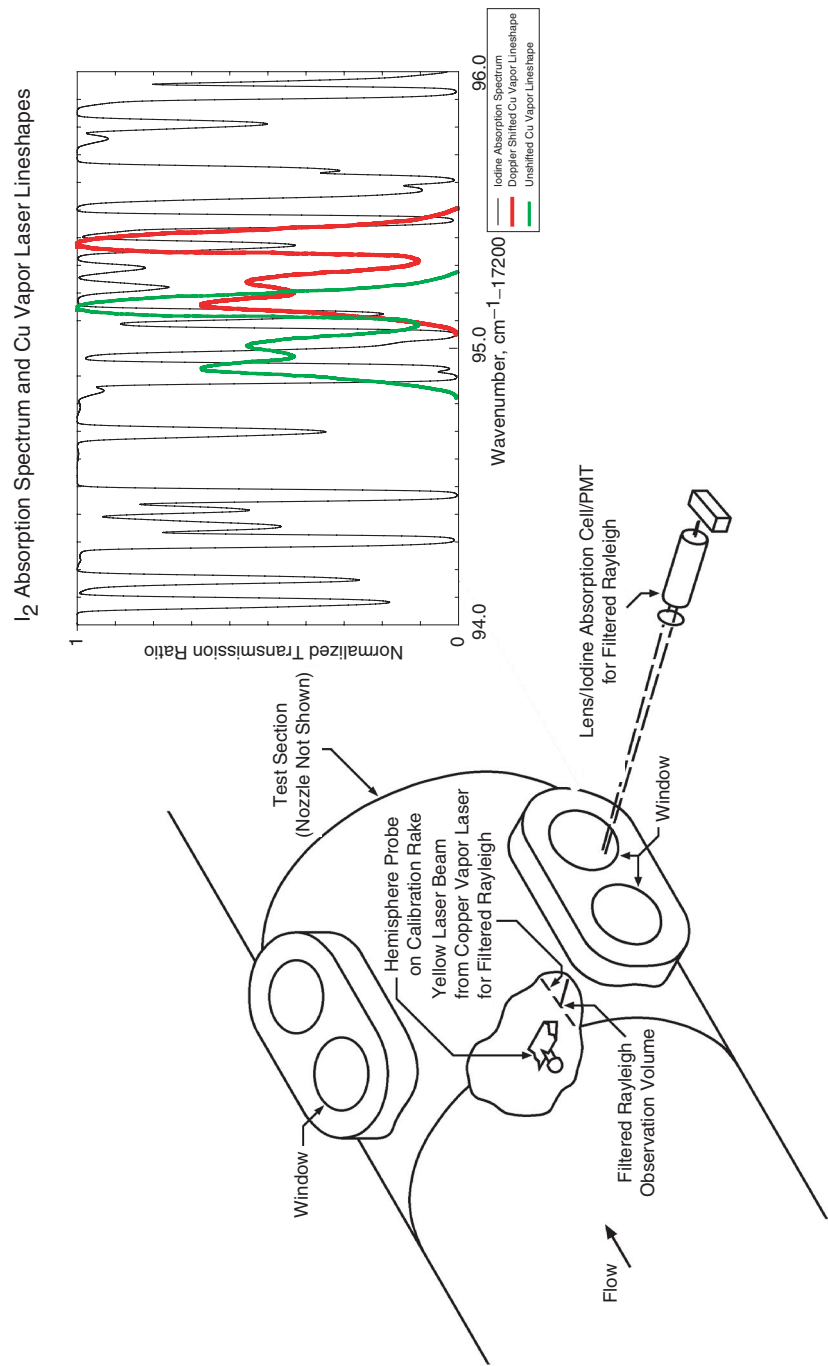 I2 Absorption Spectrum and Cu Vapor Laser Lineshapes
Normalized Transmission Ratio
1
0
94.0
95.0
96.0
Wavenumber, cm−1–17200
Iodine Absorption Spectrum
Doppler Shifted Cu Vapor Lineshape
Unshifted Cu Vapor Lineshape
Test Section
(Nozzle Not Shown)
Hemisphere Probe
on Calibration Rake
Yellow Laser Beam
from Copper Vapor Laser
for Filtered Rayleigh
Window
Lens/Iodine Absorption Cell/PMT
for Filtered Rayleigh
Window
Filtered Rayleigh
Observation Volume
Flow